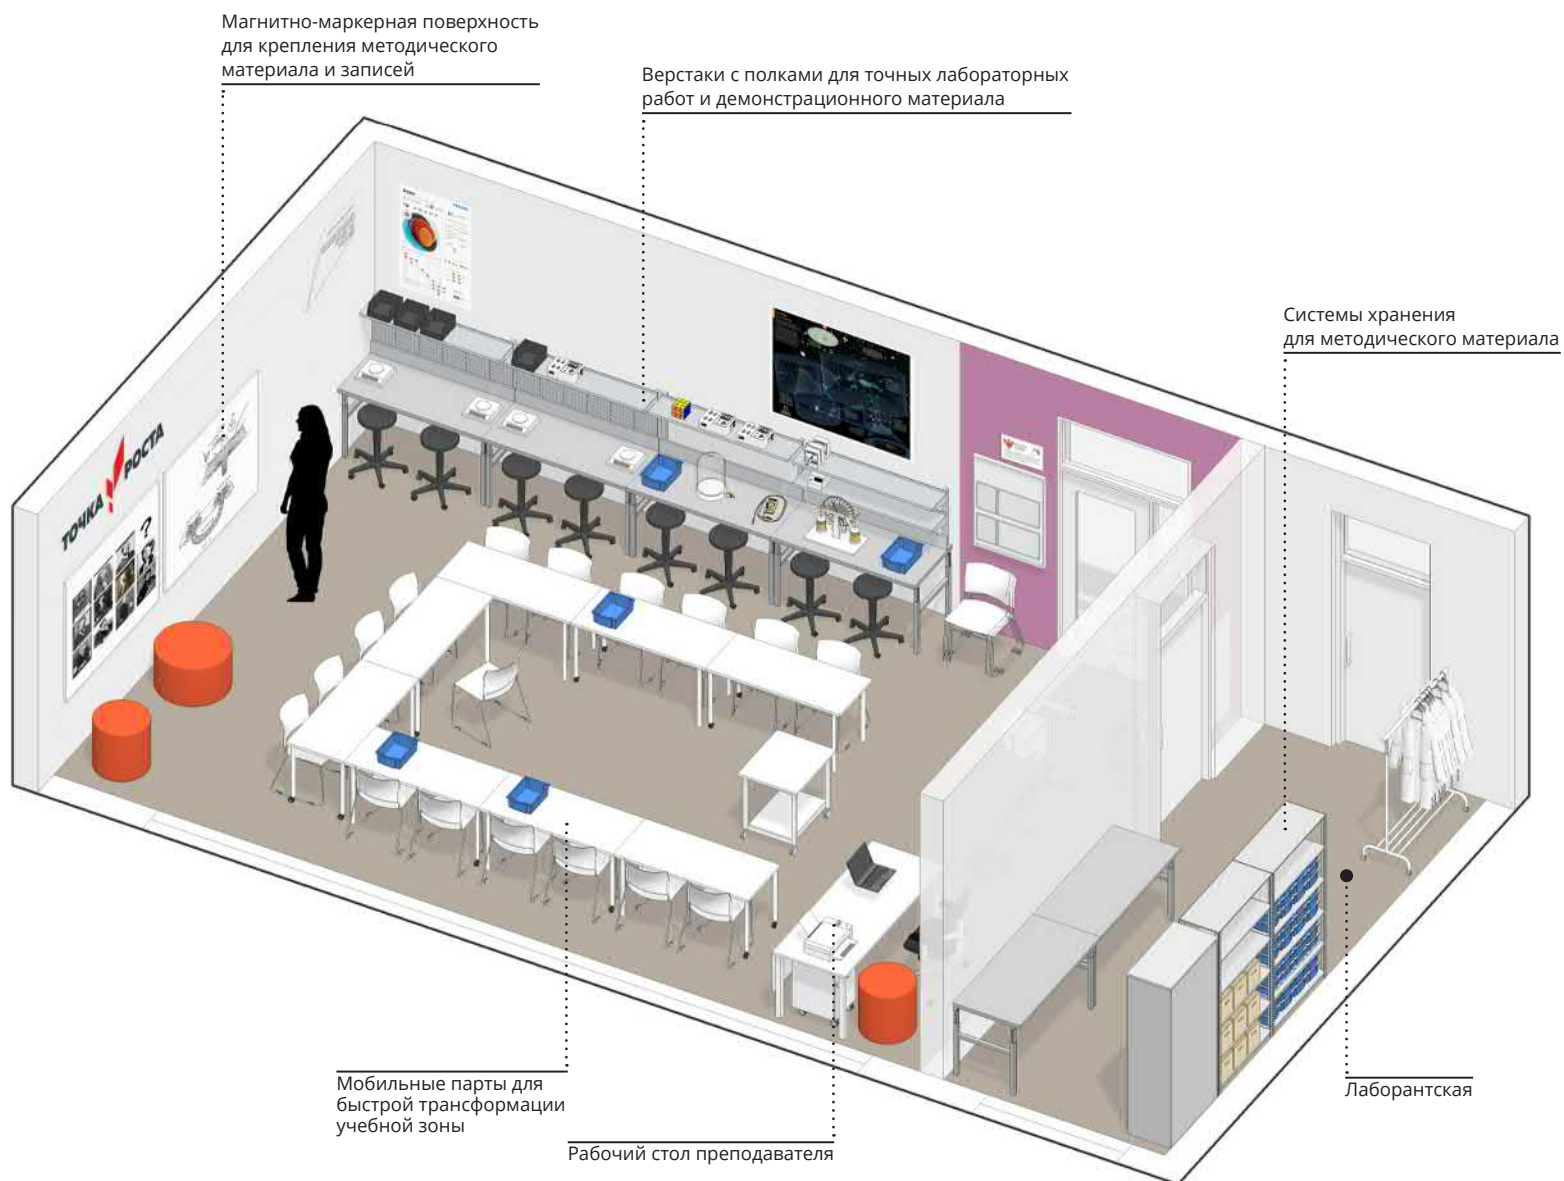 Магнитно-маркерная поверхность
для крепления методического
материала и записей
Верстаки с полками для точных лабораторных
работ и демонстрационного материала
Системы хранения
для методического материала
ТОЧКА РОСТА
?
Мобильные парты для
быстрой трансформации
учебной зоны
Рабочий стол преподавателя
Лаборантская